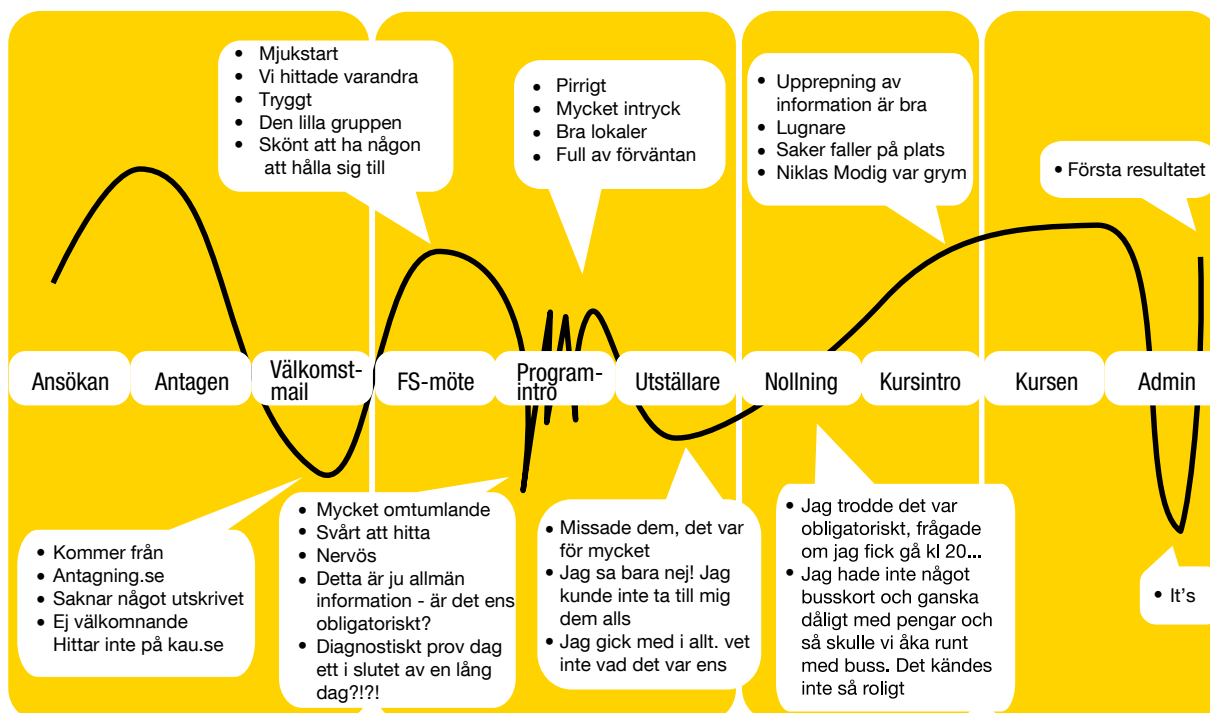 • Mjukstart
• Vi hittade varandra
• Tryggt
• Den lilla gruppen
• Skönt att ha någon
att hålla sig till
• Pirrigt
• Mycket intryck
• Bra lokaler
• Full av förväntan
• Upprepning av
information är bra
• Lugnare
• Saker faller på plats
• Niklas Modig var grym
• Första resultatet
Ansökan
Antagen
Välkomst-
mail
FS-möte
Program-
intro
Utställare
Nollning
Kursintro
Kursen
Admin
• Kommer från
• Antagning.se
• Saknar något utskrivet
• Ej välkomnande
Hittar inte på kau.se
• Mycket omtumlande
• Svårt att hitta
• Nervös
• Detta är ju allmän
information - är det ens
obligatoriskt?
• Diagnostiskt prov dag
ett i slutet av en lång
dag?!?!
• Missade dem, det var
för mycket
• Jag sa bara nej! Jag
kunde inte ta till mig
dem alls
• Jag gick med i allt. vet
inte vad det var ens
• Jag trodde det var
obligatoriskt, frågade
om jag fick gå kl 20...
• Jag hade inte något
busskort och ganska
dåligt med pengar och
så skulle vi åka runt
med buss. Det kändes
inte så roligt
• It's